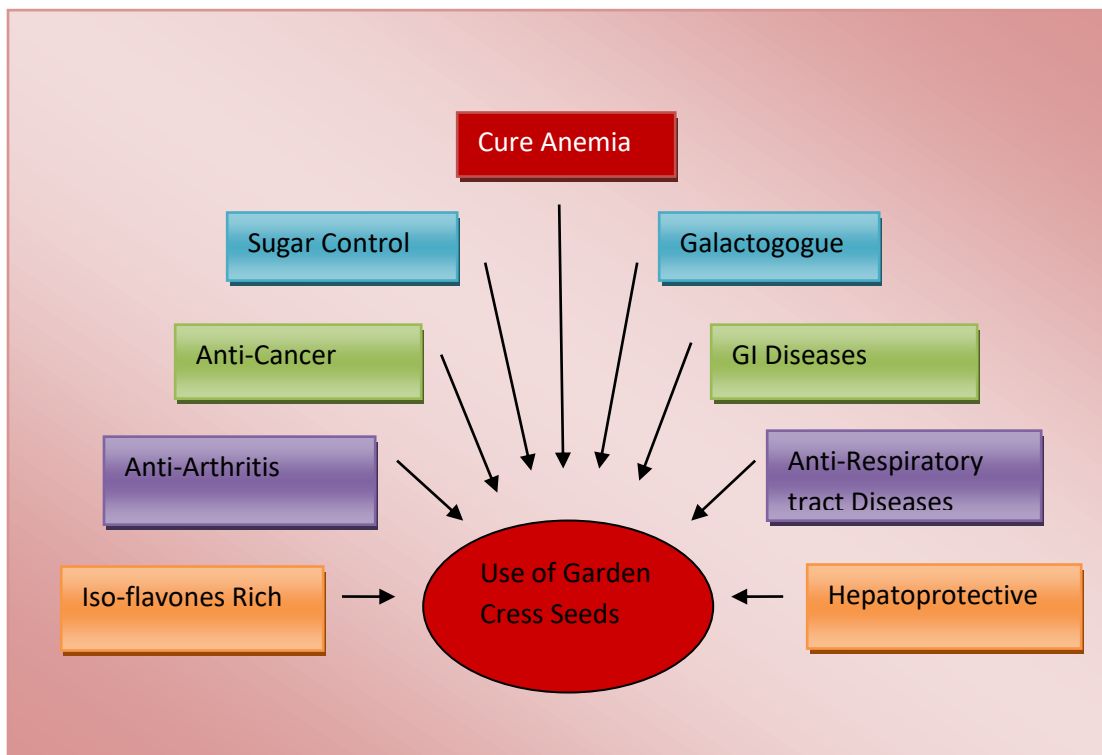 Cure Anemia
Sugar Control
Galactogogue
Anti-Cancer
GI Diseases
Anti-Arthritis
Anti-Respiratory
tract Diseases
Iso-flavones Rich
Use of Garden
Cress Seeds
Hepatoprotective